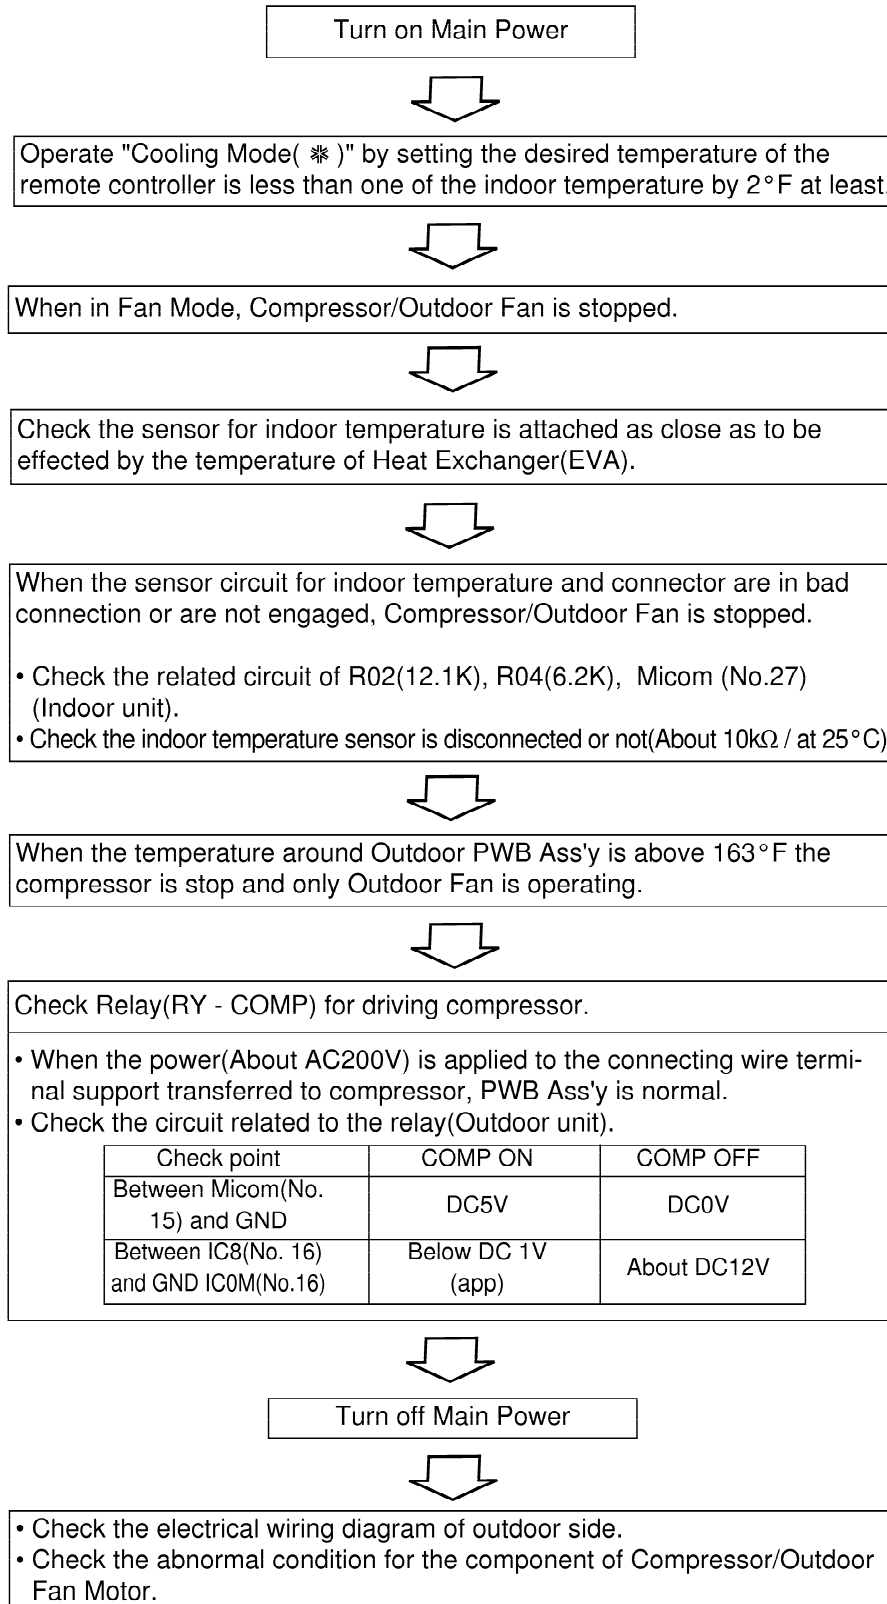 Turn on Main Power
Operate "Cooling Mode( ❋ )" by setting the desired temperature of the
remote controller is less than one of the indoor temperature by 2°F at least.
When in Fan Mode, Compressor/Outdoor Fan is stopped.
Check the sensor for indoor temperature is attached as close as to be
effected by the temperature of Heat Exchanger(EVA).
When the sensor circuit for indoor temperature and connector are in bad
connection or are not engaged, Compressor/Outdoor Fan is stopped.
• Check the related circuit of R02(12.1K), R04(6.2K), Micom (No.27)
(Indoor unit).
• Check the indoor temperature sensor is disconnected or not(About 10kΩ / at 25°C)
When the temperature around Outdoor PWB Ass'y is above 163°F the
compressor is stop and only Outdoor Fan is operating.
Check Relay(RY - COMP) for driving compressor.
• When the power(About AC200V) is applied to the connecting wire termi-
nal support transferred to compressor, PWB Ass'y is normal.
• Check the circuit related to the relay(Outdoor unit).
Check point COMP ON COMP OFF
Between Micom(No.
15) and GND DC5V DC0V
Between IC8(No. 16) Below DC 1V
and GND IC0M(No.16) (app) About DC12V
Turn off Main Power
• Check the electrical wiring diagram of outdoor side.
• Check the abnormal condition for the component of Compressor/Outdoor
Fan Motor.